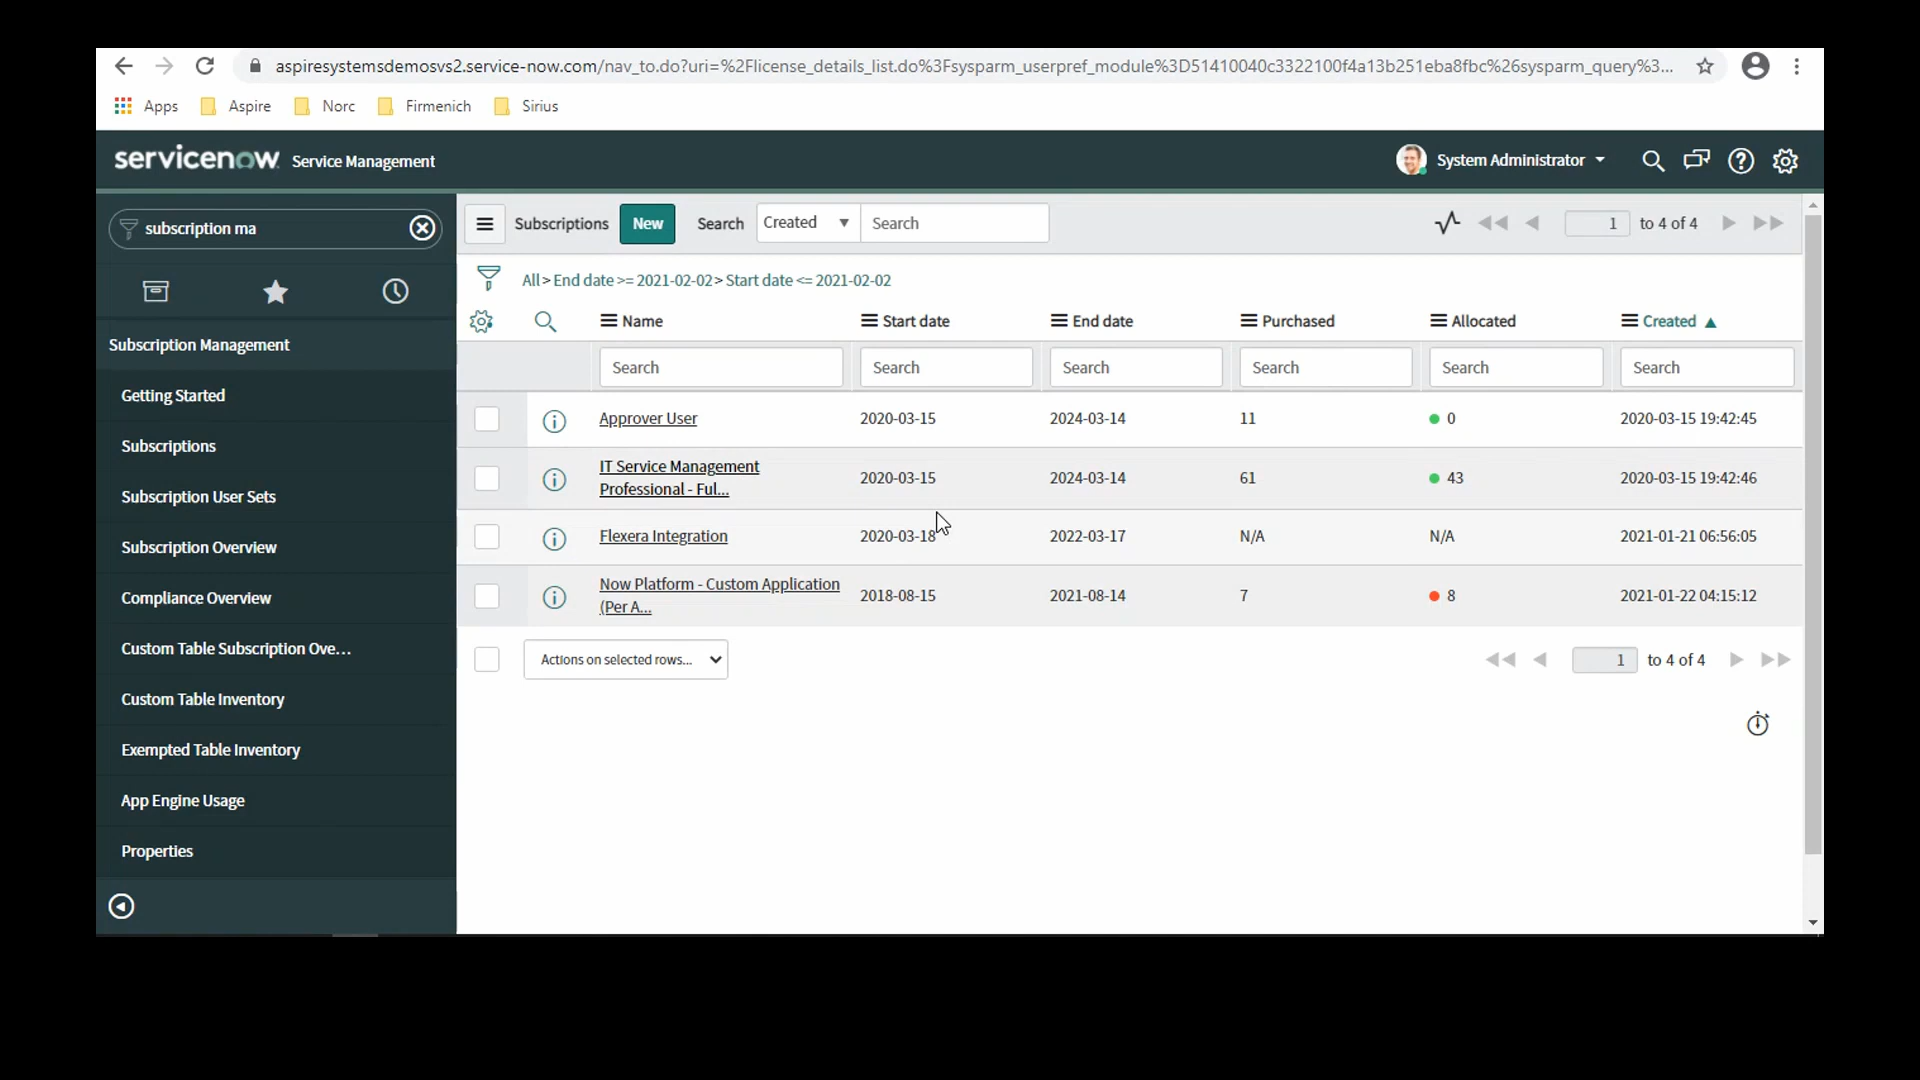 aspiresystemsdemosvs2.service-now.com/nav_to.do?uri=%2Flicense_details_list.do%3Fsysparm_userpref_module%3D51410040c3322100f4a13b251eba8fbc%26sysparm_query%3...
Apps Aspire Norc Firmenich Sirius
servicenow Service Management System Administrator
subscription ma
Subscriptions New Search Created Search 1 to 4 of 4
All > End date >= 2021-02-02 > Start date <= 2021-02-02
Name Start date End date Purchased Allocated Created
Search Search Search Search Search Search
Approver User 2020-03-15 2024-03-14 11 0 2020-03-15 19:42:45
IT Service Management
Professional - Ful... 2020-03-15 2024-03-14 61 43 2020-03-15 19:42:46
Flexera Integration 2020-03-18 2022-03-17 N/A N/A 2021-01-21 06:56:05
Now Platform - Custom Application
(Per A... 2018-08-15 2021-08-14 7 8 2021-01-22 04:15:12
Actions on selected rows... 1 to 4 of 4
Subscription Management
Getting Started
Subscriptions
Subscription User Sets
Subscription Overview
Compliance Overview
Custom Table Subscription Ove...
Custom Table Inventory
Exempted Table Inventory
App Engine Usage
Properties